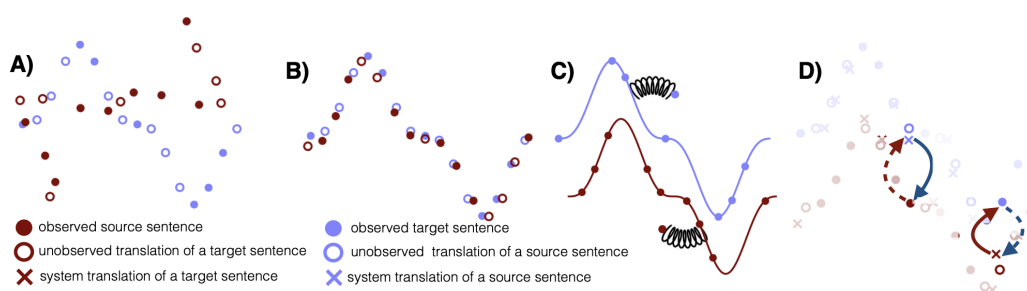 A)
B)
C)
D)
observed source sentence
unobserved translation of a target sentence
system translation of a target sentence
observed target sentence
unobserved translation of a source sentence
system translation of a source sentence